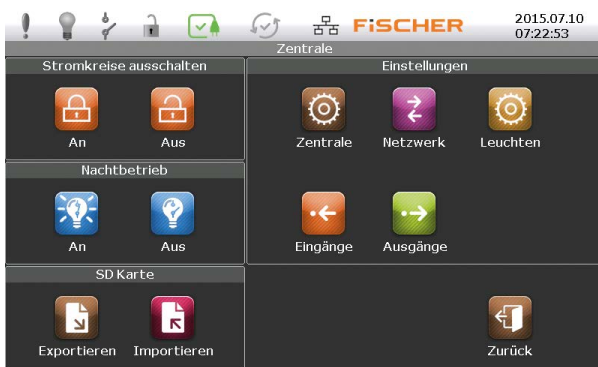 FiSCHER
2015.07.10
07:22:53
Zentrale
Stromkreise ausschalten
An Aus
Nachtbetrieb
An Aus
SD Karte
Exportieren Importieren
Einstellungen
Zentrale Netzwerk Leuchten
Eingänge Ausgänge
Zurück